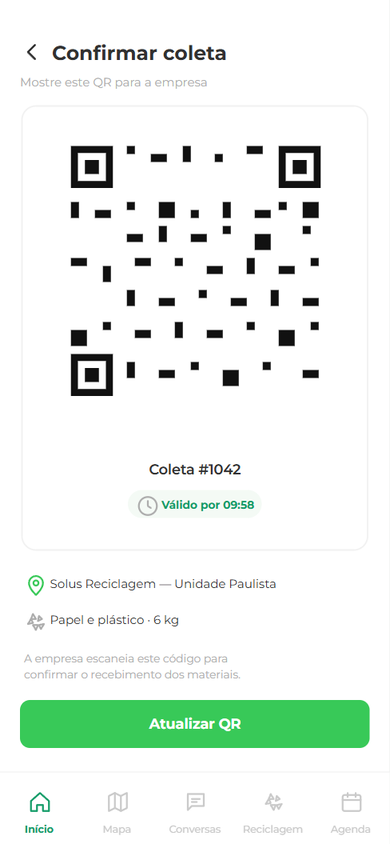 Confirmar coleta
Mostre este QR para a empresa
Coleta #1042
Válido por 09:58
Solus Reciclagem — Unidade Paulista
Papel e plástico · 6 kg
A empresa escaneia este código para
confirmar o recebimento dos materiais.
Atualizar QR
Início Mapa Conversas Reciclagem Agenda